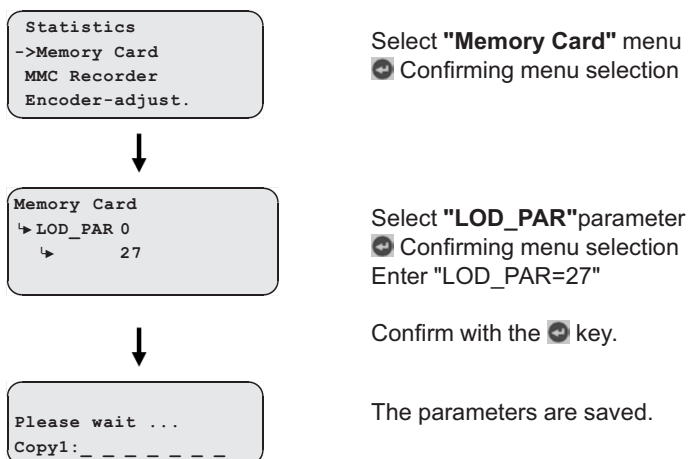 Statistics
->Memory Card
MMC Recorder
Encoder-adjust.
Select "Memory Card" menu
Confirming menu selection
Memory Card
LOD_PAR 0
27
Select "LOD_PAR"parameter
Confirming menu selection
Enter "LOD_PAR=27"
Confirm with the key.
Please wait ...
Copy1:_ _ _ _ _ _ _
The parameters are saved.